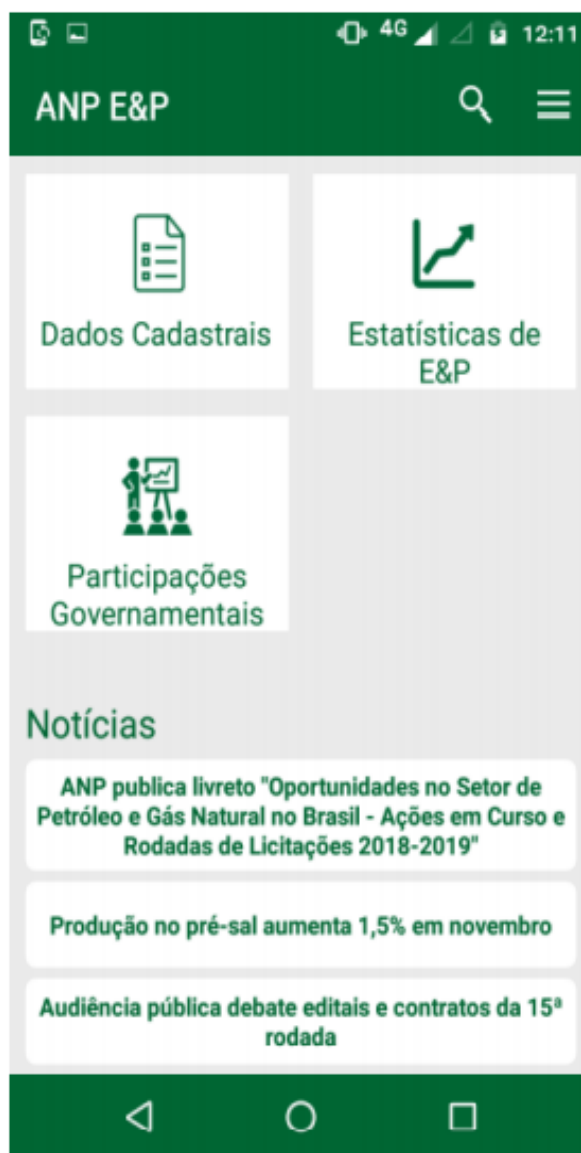 4G 12:11
ANP E&P
Dados Cadastrais
Estatísticas de
E&P
Participações
Governamentais
Notícias
ANP publica livreto "Oportunidades no Setor de
Petróleo e Gás Natural no Brasil - Ações em Curso e
Rodadas de Licitações 2018-2019"
Produção no pré-sal aumenta 1,5% em novembro
Audiência pública debate editais e contratos da 15ª
rodada